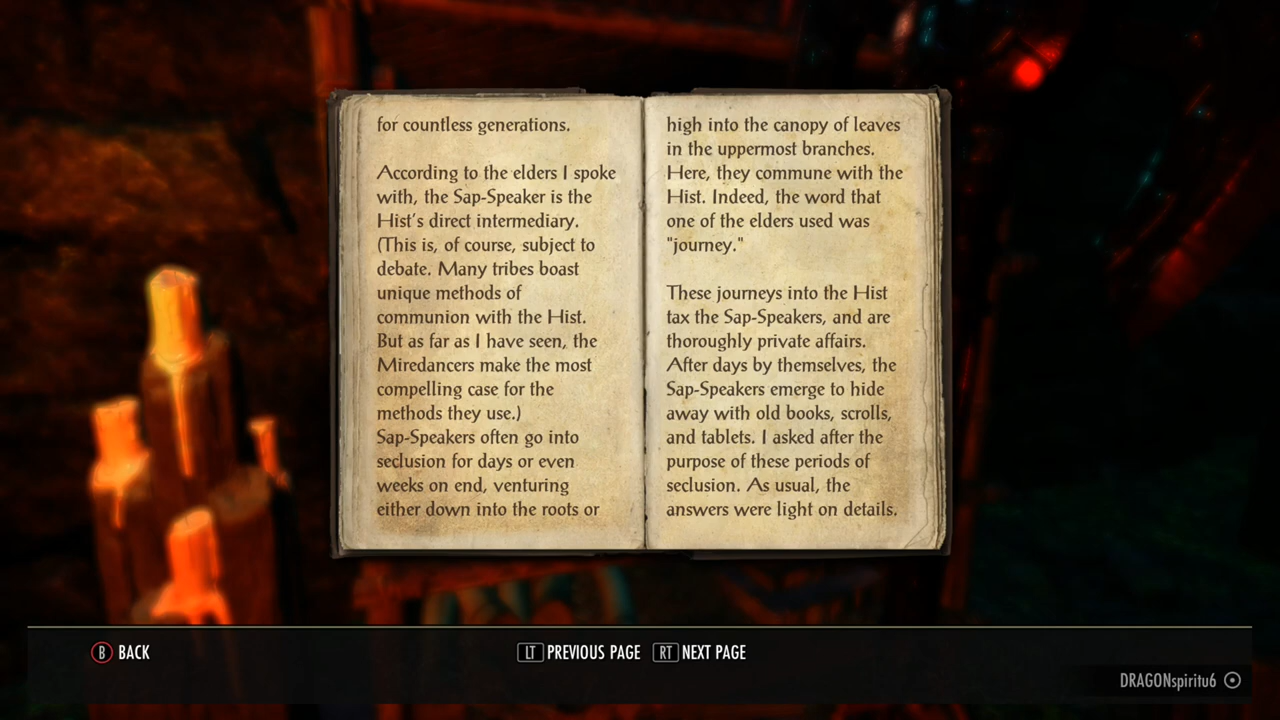 for countless generations.
According to the elders I spoke
with, the Sap-Speaker is the
Hist's direct intermediary.
(This is, of course, subject to
debate. Many tribes boast
unique methods of
communion with the Hist.
But as far as I have seen, the
Miredancers make the most
compelling case for the
methods they use.)
Sap-Speakers often go into
seclusion for days or even
weeks on end, venturing
either down into the roots or
high into the canopy of leaves
in the uppermost branches.
Here, they commune with the
Hist. Indeed, the word that
one of the elders used was
"journey."
These journeys into the Hist
tax the Sap-Speakers, and are
thoroughly private affairs.
After days by themselves, the
Sap-Speakers emerge to hide
away with old books, scrolls,
and tablets. I asked after the
purpose of these periods of
seclusion. As usual, the
answers were light on details.
B BACK
LT PREVIOUS PAGE RT NEXT PAGE
DRAGONspiritu6